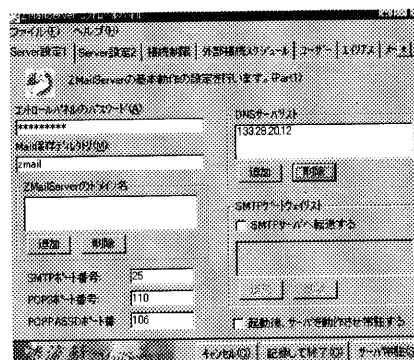 ファイル(F) ヘルプ(H)
Server設定1 Server設定2 接続制限 外部接続スケジュール ユーザー エイリアス
ZMailServerの基本動作の設定を行います。(Part1)
コントロールパネルのパスワード(A)
*********
Mail保存ディレクトリ(M)
zmail
ZMailServerのドメイン名
追加 削除
SMTPポート番号: 25
POP3ポート番号: 110
POPPASSDポート番 106
DNSサーバリスト
133.28.20.12
追加 削除
SMTPゲートウェイリスト
SMTPサーバへ転送する
起動後、サーバを動作させ常駐する
キャンセル(C) 記録して終了(O)